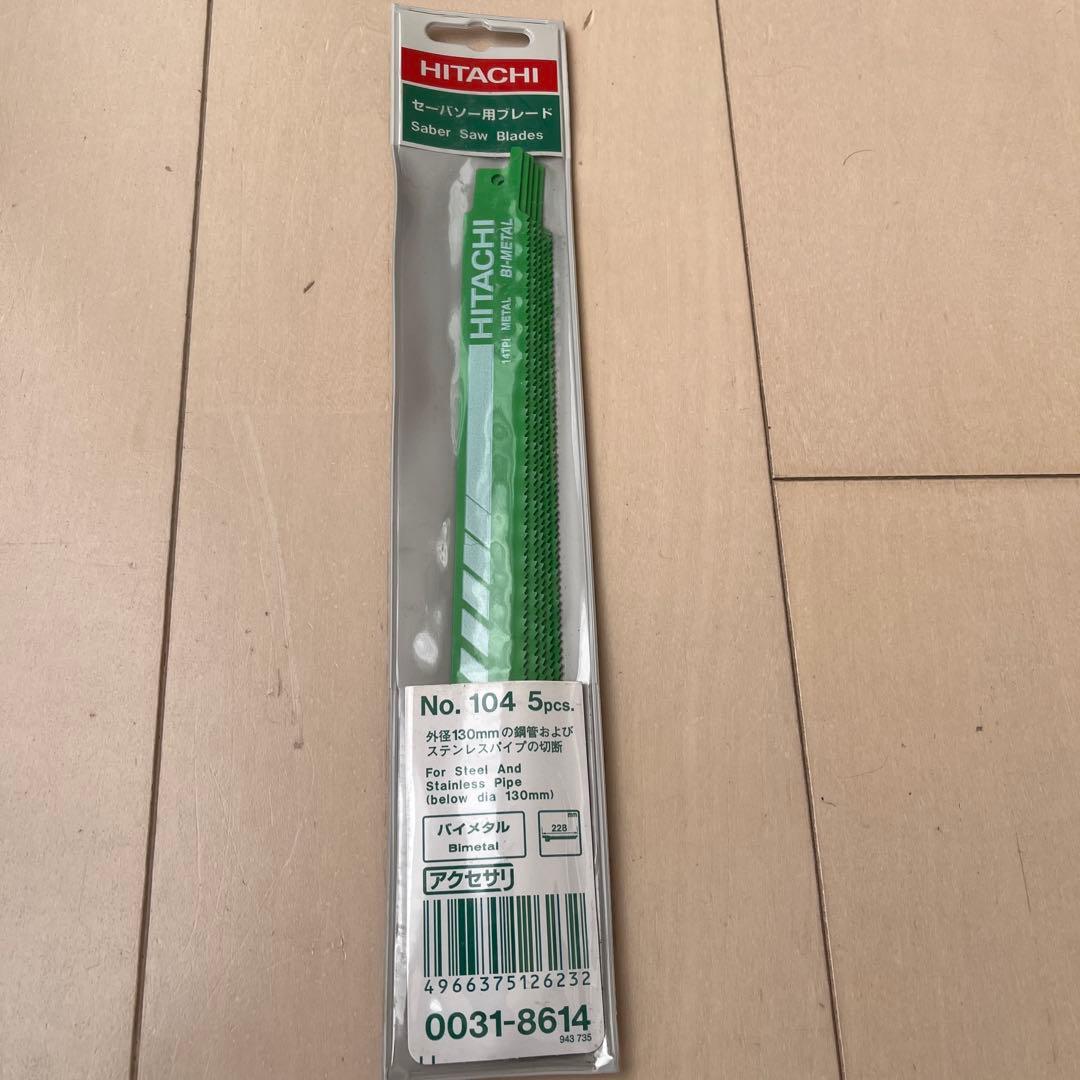 HITACHI
セーバソー用ブレード
Saber Saw Blades
HITACHI
BI-METAL
14TPI METAL
No. 104 5pcs.
外径130mmの鋼管および
ステンレスパイプの切断
For Steel And
Stainless Pipe
(below dia 130mm)
バイメタル
Bimetal
mm
228
アクセサリ
4966375126232
0031-8614
943 735